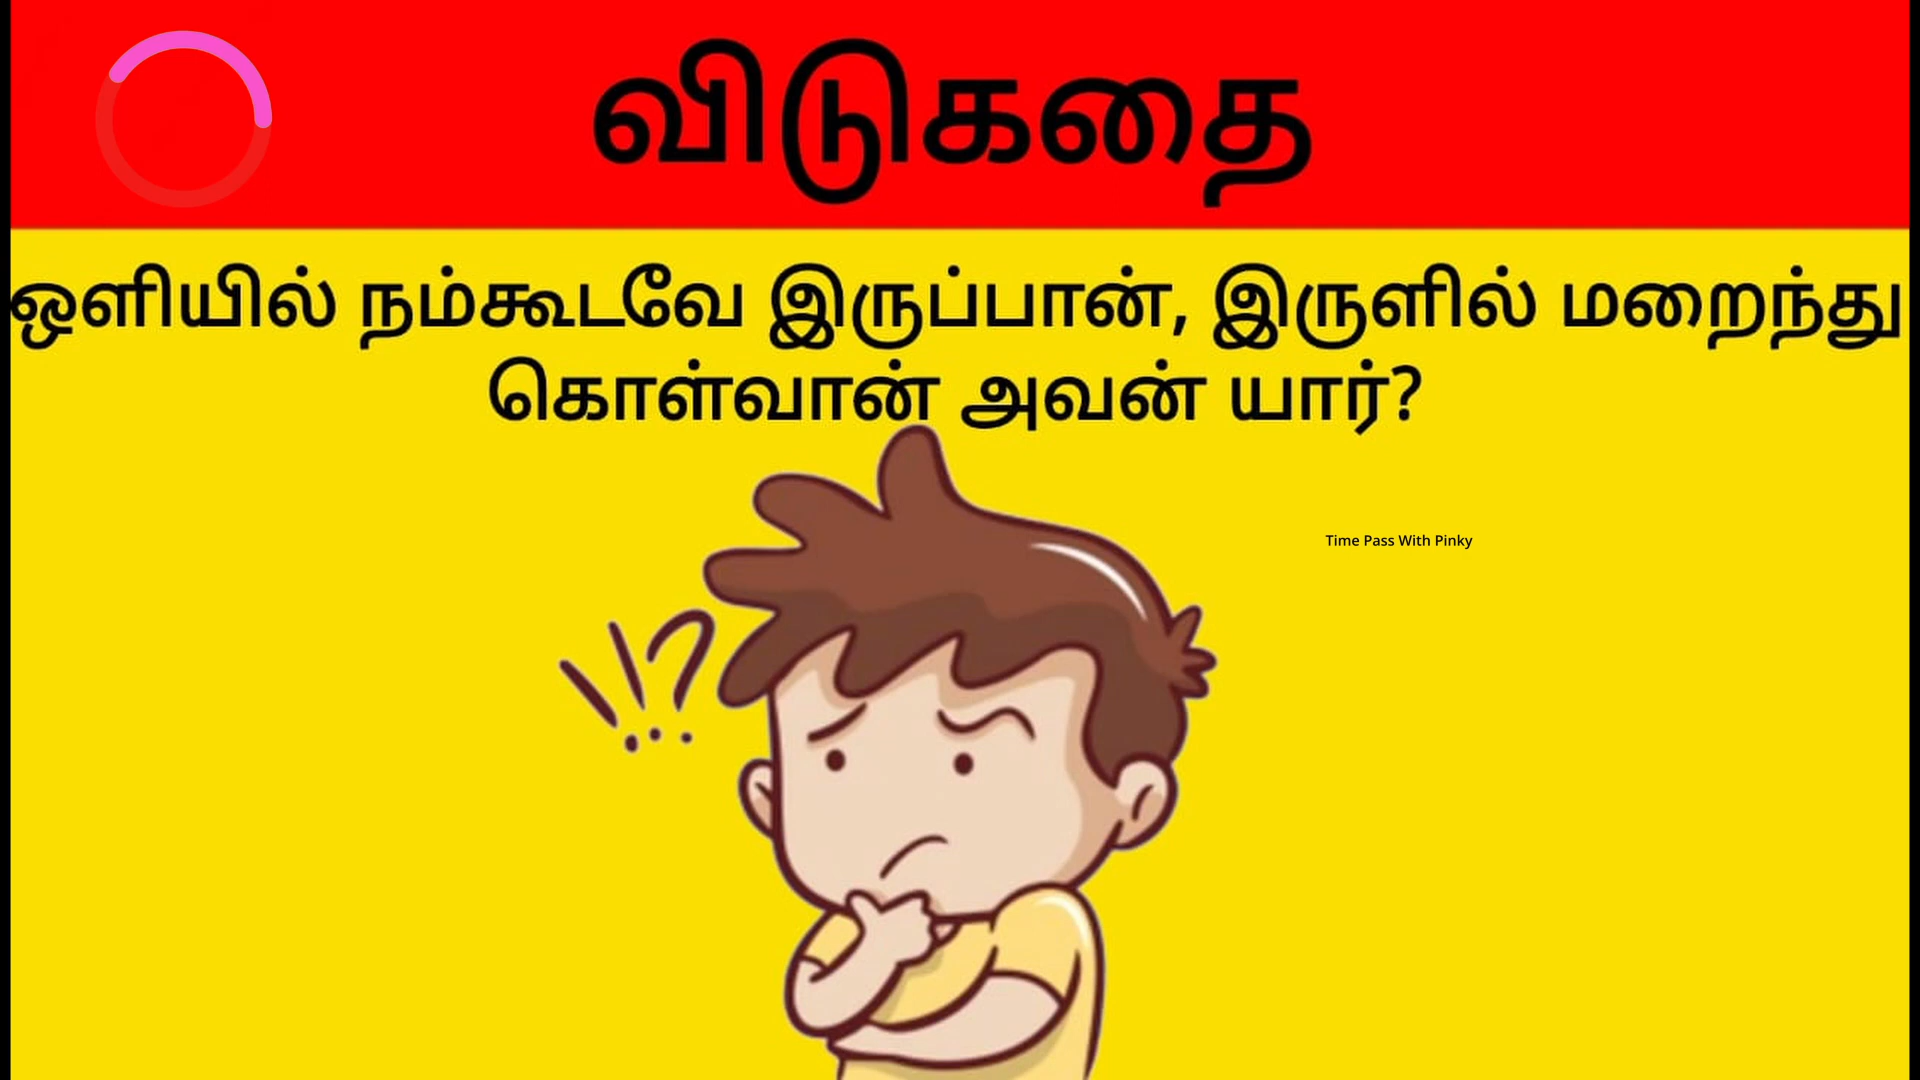 விடுகதை
ஒளியில் நம்கூடவே இருப்பான், இருளில் மறைந்து
கொள்வான் அவன் யார்?
Time Pass With Pinky
!!?